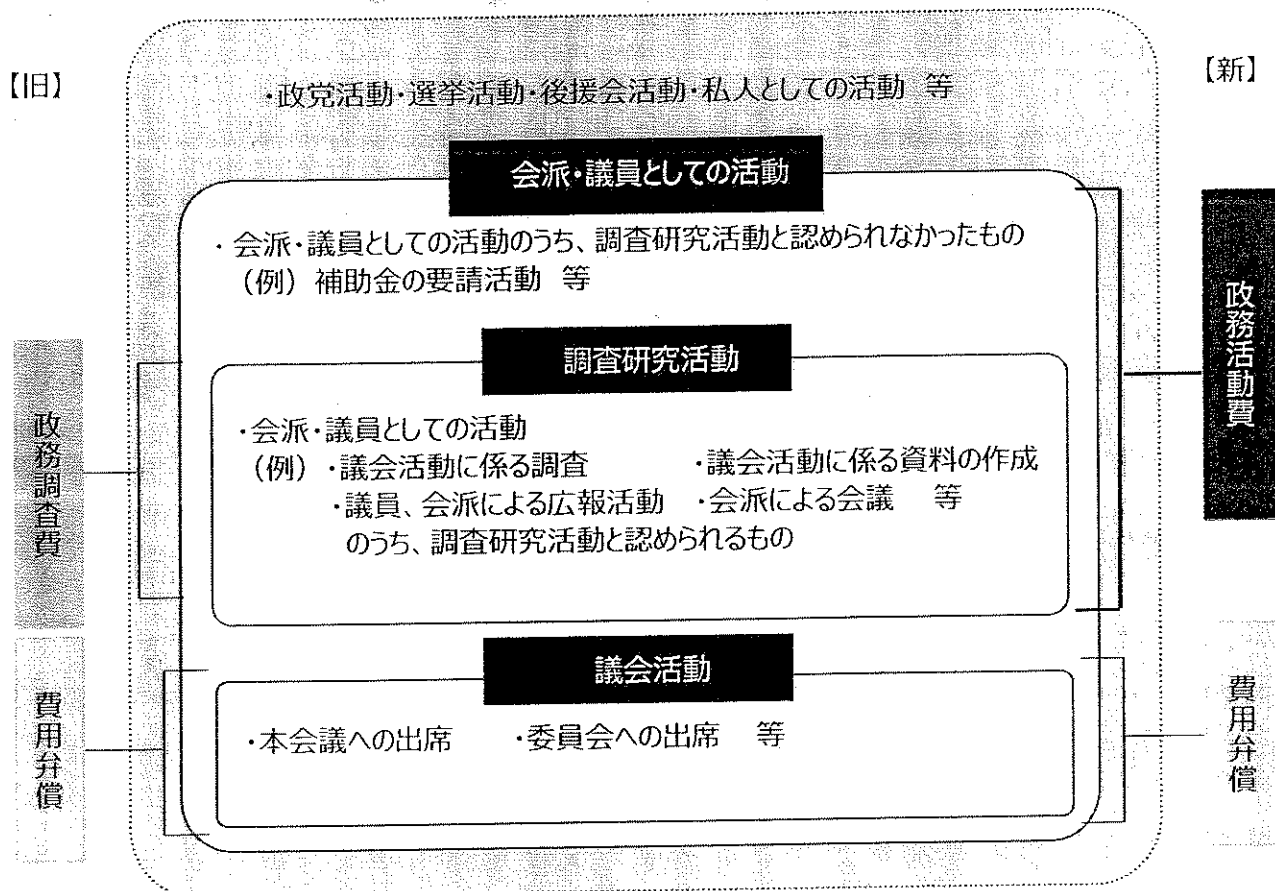 【旧】
【新】
・政党活動・選挙活動・後援会活動・私人としての活動 等
会派・議員としての活動
・会派・議員としての活動のうち、調査研究活動と認められなかったもの
（例）補助金の要請活動 等
調査研究活動
・会派・議員としての活動
（例）・議会活動に係る調査 ・議会活動に係る資料の作成
・議員、会派による広報活動 ・会派による会議 等
のうち、調査研究活動と認められるもの
議会活動
・本会議への出席 ・委員会への出席 等
政務調査費
費用弁償
政務活動費
費用弁償